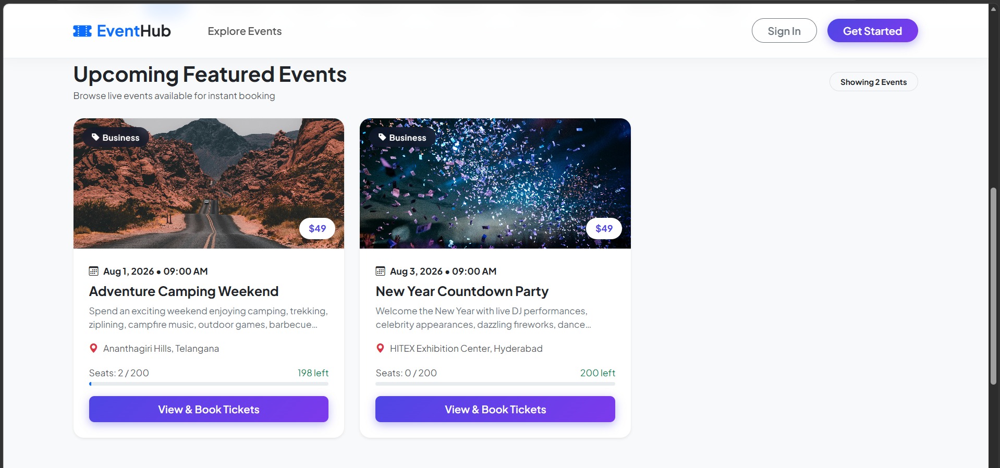 EventHub
Explore Events
Sign In
Get Started
Upcoming Featured Events
Browse live events available for instant booking
Showing 2 Events
Business
$49
Aug 1, 2026 • 09:00 AM
Adventure Camping Weekend
Spend an exciting weekend enjoying camping, trekking,
ziplining, campfire music, outdoor games, barbecue...
Ananthagiri Hills, Telangana
Seats: 2 / 200
198 left
View & Book Tickets
Business
$49
Aug 3, 2026 • 09:00 AM
New Year Countdown Party
Welcome the New Year with live DJ performances,
celebrity appearances, dazzling fireworks, dance...
HITEX Exhibition Center, Hyderabad
Seats: 0 / 200
200 left
View & Book Tickets